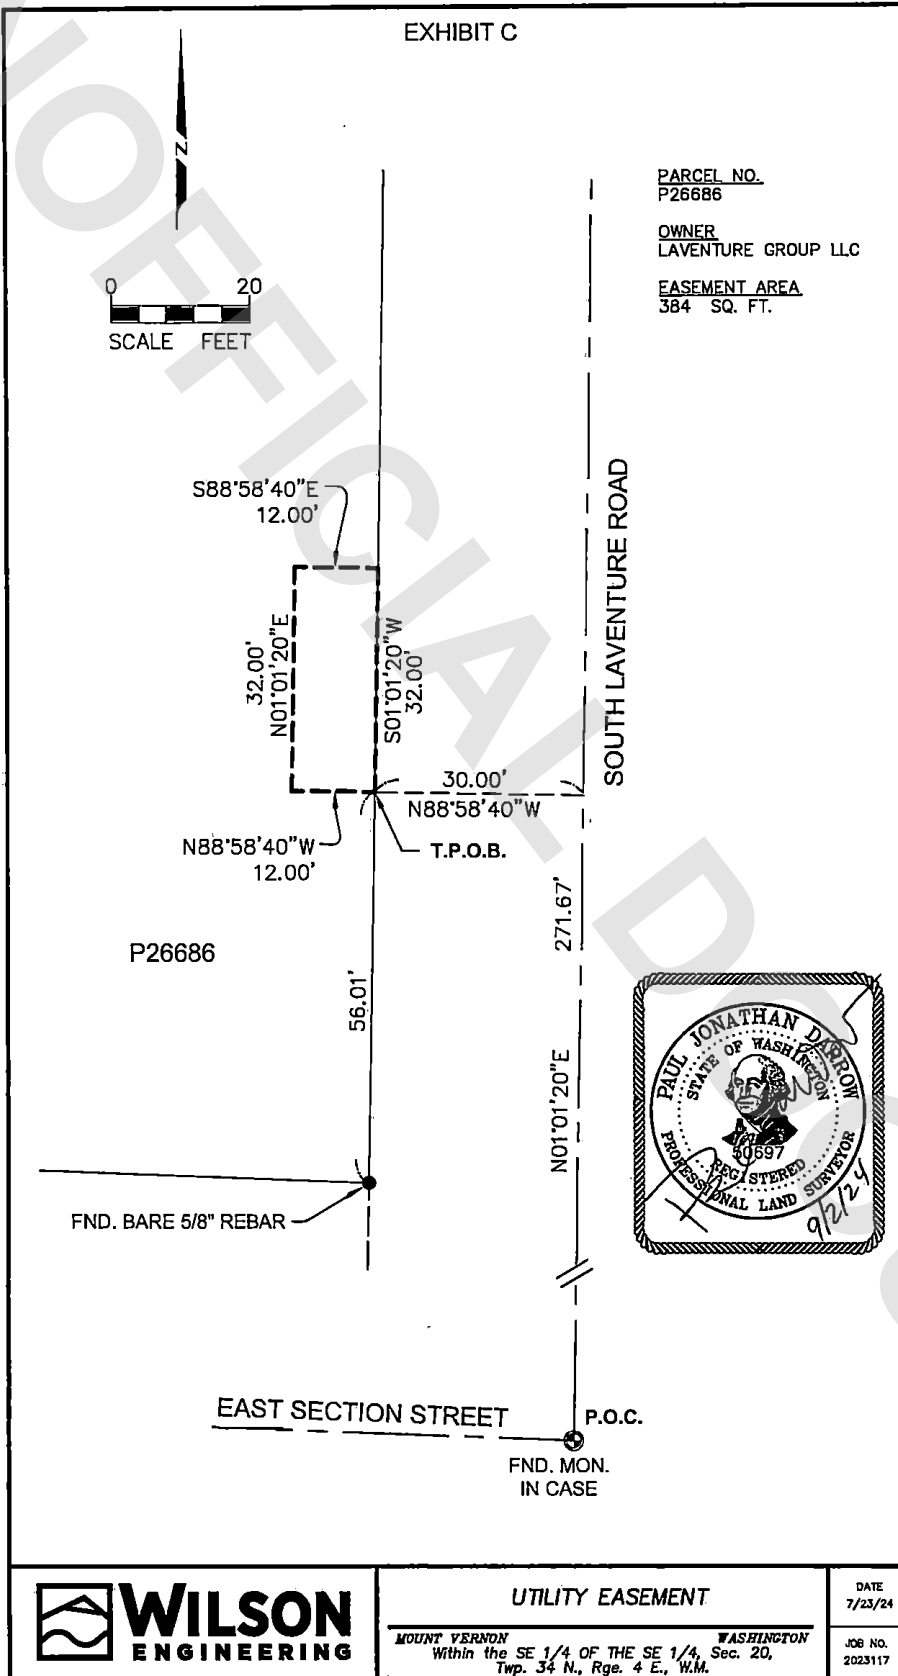 EXHIBIT C
N
PARCEL NO.
P26686
OWNER
LAVENTURE GROUP LLC
EASEMENT AREA
384 SQ. FT.
0 20
SCALE FEET
S88°58'40"E
12.00'
32.00'
N01°01'20"E
S01°01'20"W
32.00'
SOUTH LAVENTURE ROAD
30.00'
N88°58'40"W
N88°58'40"W
12.00'
T.P.O.B.
271.67'
P26686
56.01'
N01°01'20"E
PAUL JONATHAN DARROW
STATE OF WASHINGTON
50697
REGISTERED
PROFESSIONAL LAND SURVEYOR
9/2/24
FND. BARE 5/8" REBAR
EAST SECTION STREET
P.O.C.
FND. MON.
IN CASE
WILSON
ENGINEERING
UTILITY EASEMENT
MOUNT VERNON WASHINGTON
Within the SE 1/4 OF THE SE 1/4, Sec. 20,
Twp. 34 N., Rge. 4 E., W.M.
DATE
7/23/24
JOB NO.
2023117